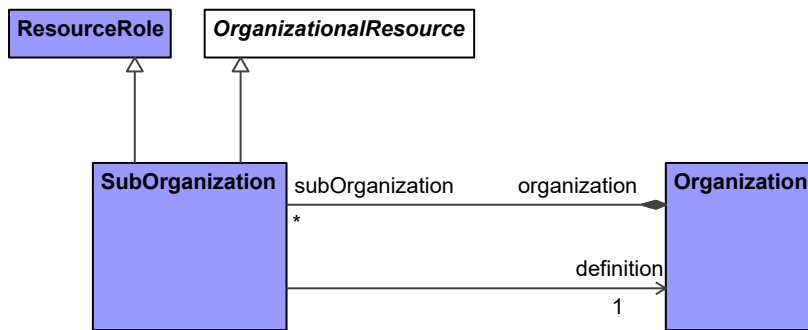 ResourceRole
OrganizationalResource
SubOrganization
subOrganization
organization
Organization
*
definition
1